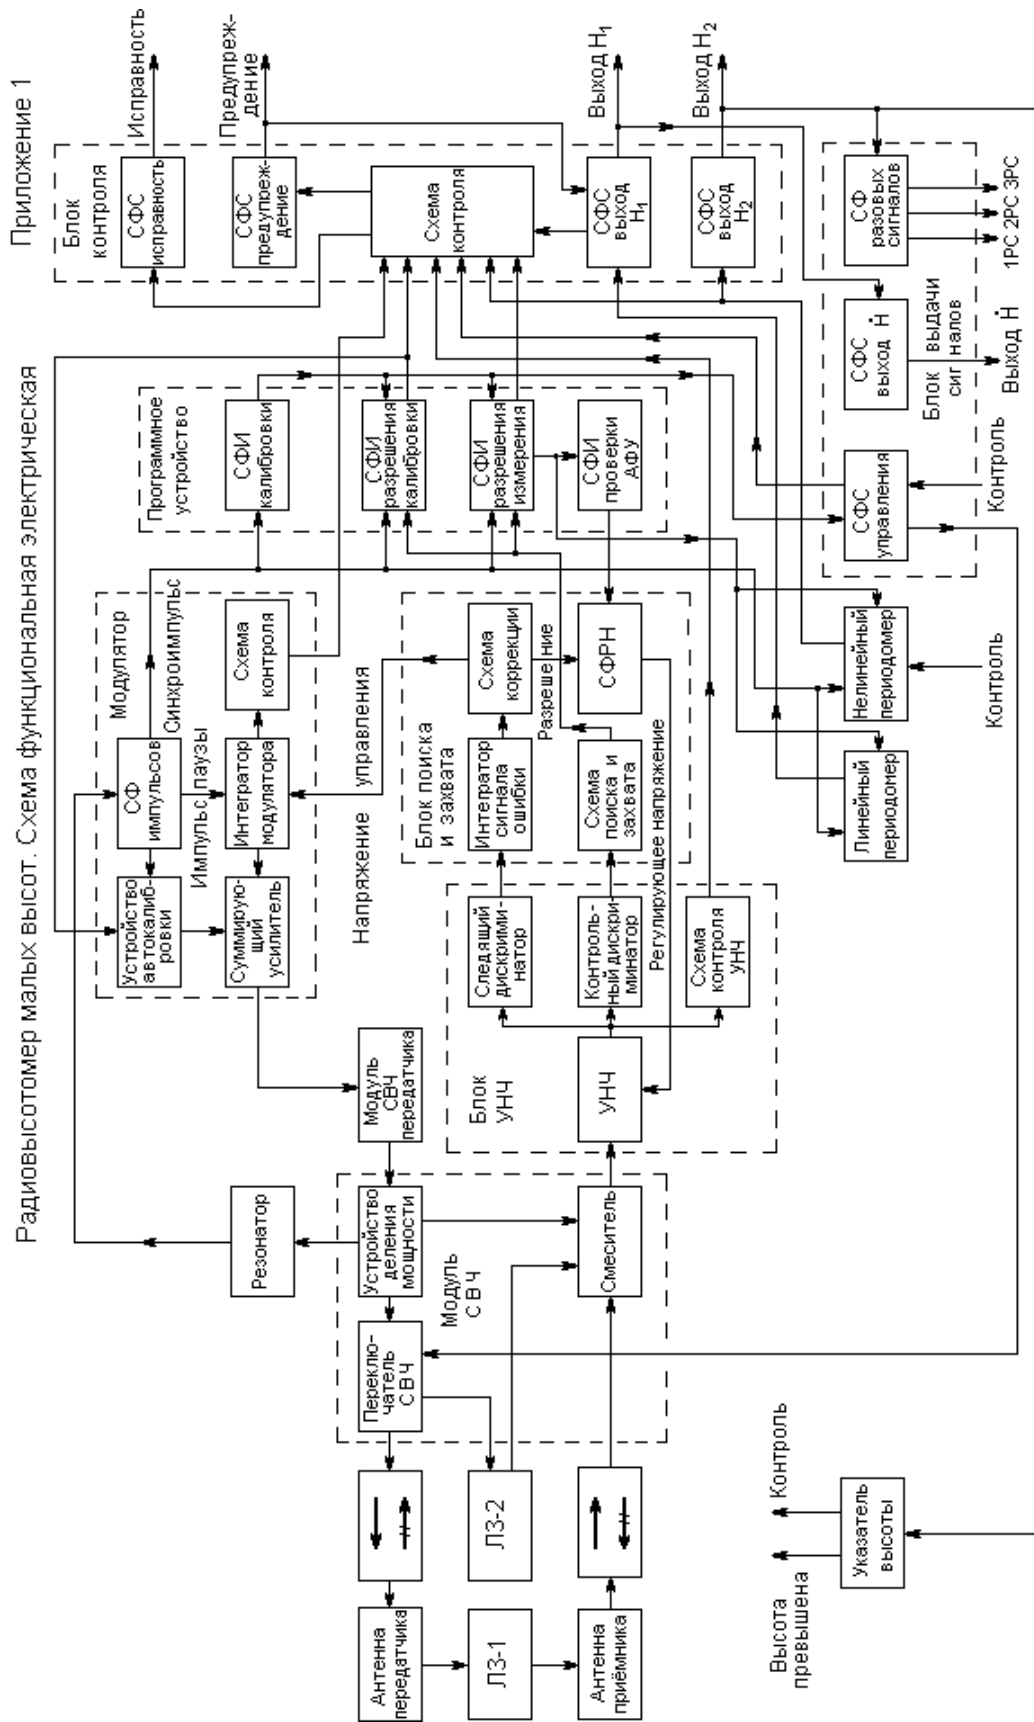 Приложение 1
Радиовысотомер малых высот. Схема функциональная электрическая
Антенна
передатчика
ЛЗ-1
Антенна
приёмника
ЛЗ-2
Переклю-
чатель
СВЧ
Устройство
деления
мощности
Модуль
СВЧ
Смеситель
Резонатор
Модуль
СВЧ
передатчика
Модулятор
Устройство
автокалиб-
ровки
СФ
импульсов
Синхроимпульс
Импульс паузы
Суммирую-
щий
усилитель
Интегратор
модулятора
Схема
контроля
Напряжение управления
Блок
УНЧ
УНЧ
Следящий
дискрими-
натор
Контроль-
ный дискри-
минатор
Схема
контроля
УНЧ
Блок поиска
и захвата
Интегратор
сигнала
ошибки
Схема
коррекции
Разрешение
Схема
поиска и
захвата
СФРН
Регулирующее напряжение
Программное
устройство
СФИ
калибровки
СФИ
разрешения
калибровки
СФИ
разрешения
измерения
СФИ
проверки
АФУ
Блок
контроля
СФС
исправность
Исправность
СФС
предупреж-
дение
Предупреж-
дение
Схема
контроля
СФС
выход
Н1
Выход Н1
СФС
выход
Н2
Выход Н2
Линейный
периодомер
Нелинейный
периодомер
Контроль
СФС
управления
Контроль
СФС
выход Ḣ
Блок выдачи
сигналов
Выход Ḣ
СФ
разовых
сигналов
1РС 2РС 3РС
Указатель
высоты
Высота
превышена
Контроль